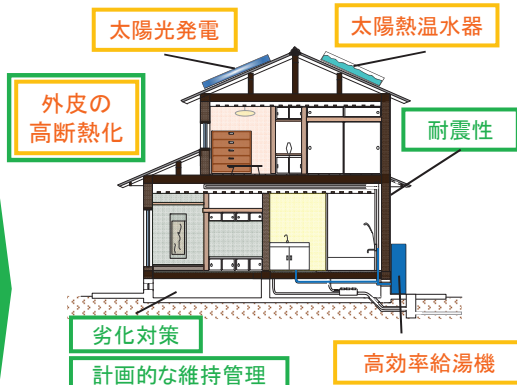 太陽光発電
太陽熱温水器
外皮の
高断熱化
耐震性
劣化対策
計画的な維持管理
高効率給湯機